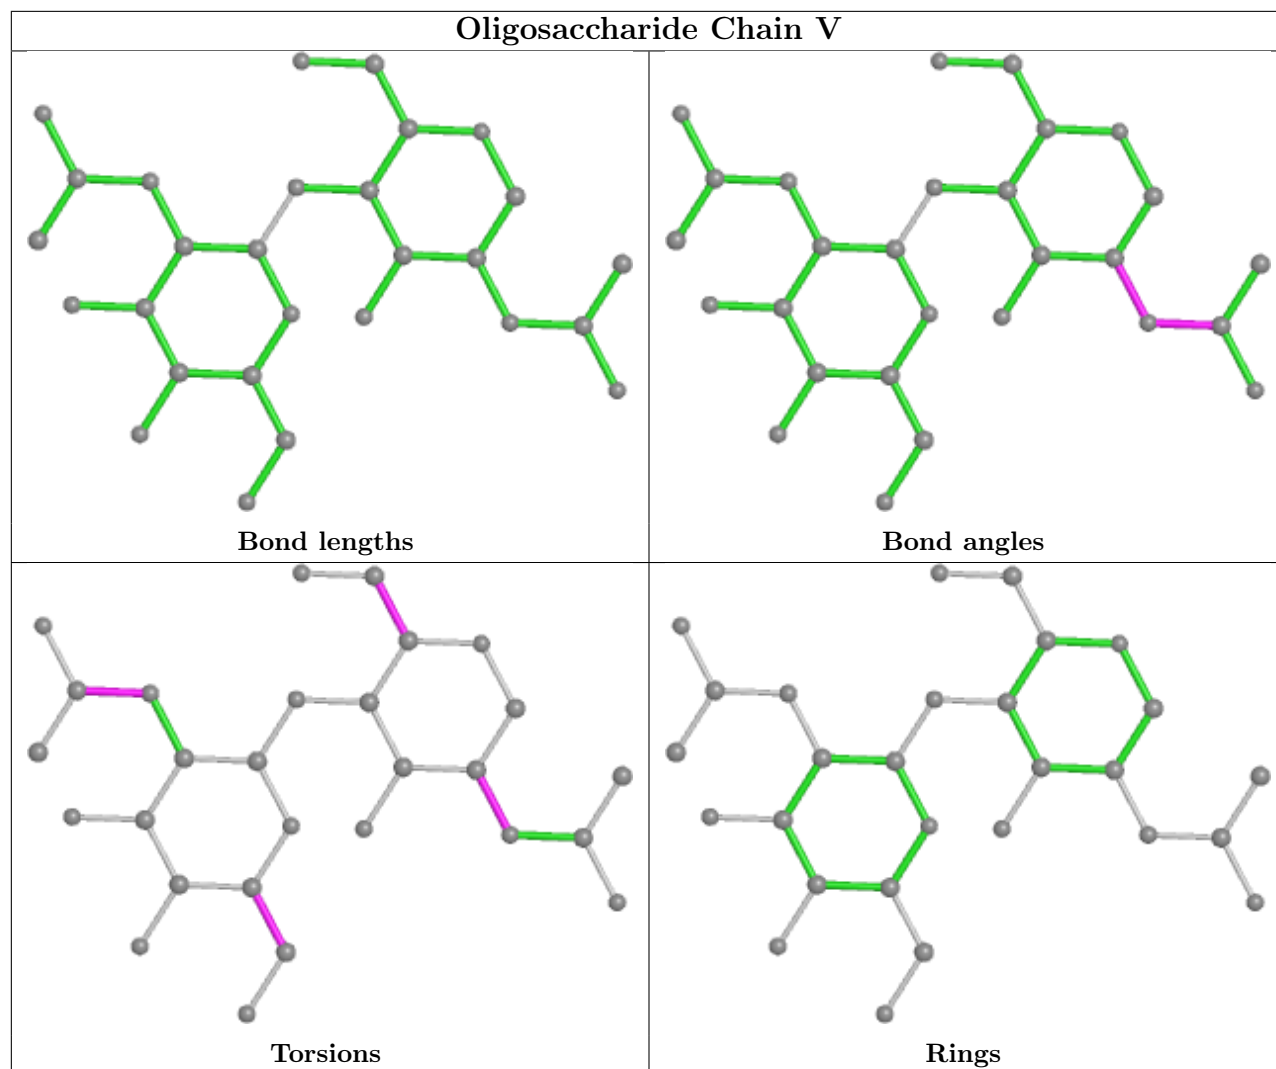 Oligosaccharide Chain V
Bond lengths
Bond angles
Torsions
Rings